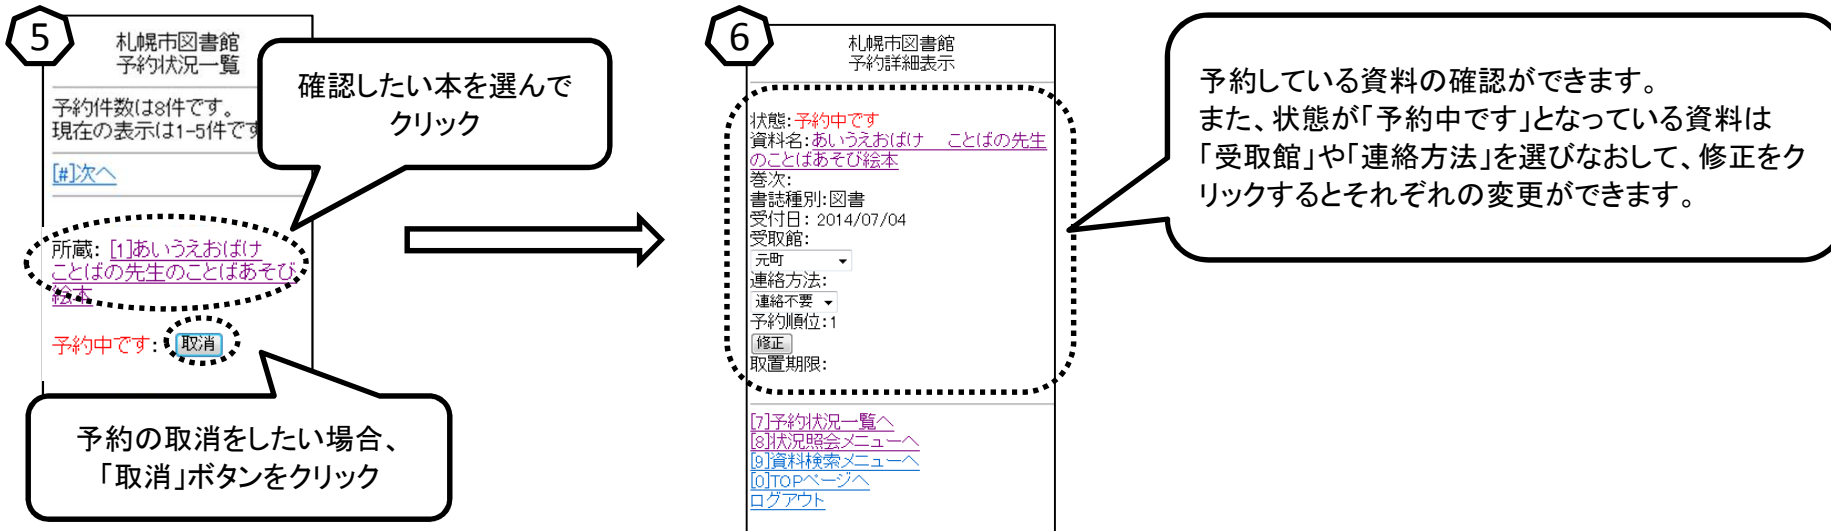 5
札幌市図書館
予約状況一覧
予約件数は8件です。
現在の表示は1-5件です
[#]次へ
所蔵: [1]あいうえおばけ
ことばの先生のことばあそび
絵本
予約中です: 取消
確認したい本を選んで
クリック
予約の取消をしたい場合、
「取消」ボタンをクリック
6
札幌市図書館
予約詳細表示
状態:予約中です
資料名:あいうえおばけ ことばの先生
のことばあそび絵本
巻次:
書誌種別:図書
受付日: 2014/07/04
受取館:
元町
連絡方法:
連絡不要
予約順位:1
修正
取置期限:
[7]予約状況一覧へ
[8]状況照会メニューへ
[9]資料検索メニューへ
[0]TOPページへ
ログアウト
予約している資料の確認ができます。
また、状態が「予約中です」となっている資料は
「受取館」や「連絡方法」を選びなおして、修正をク
リックするとそれぞれの変更ができます。